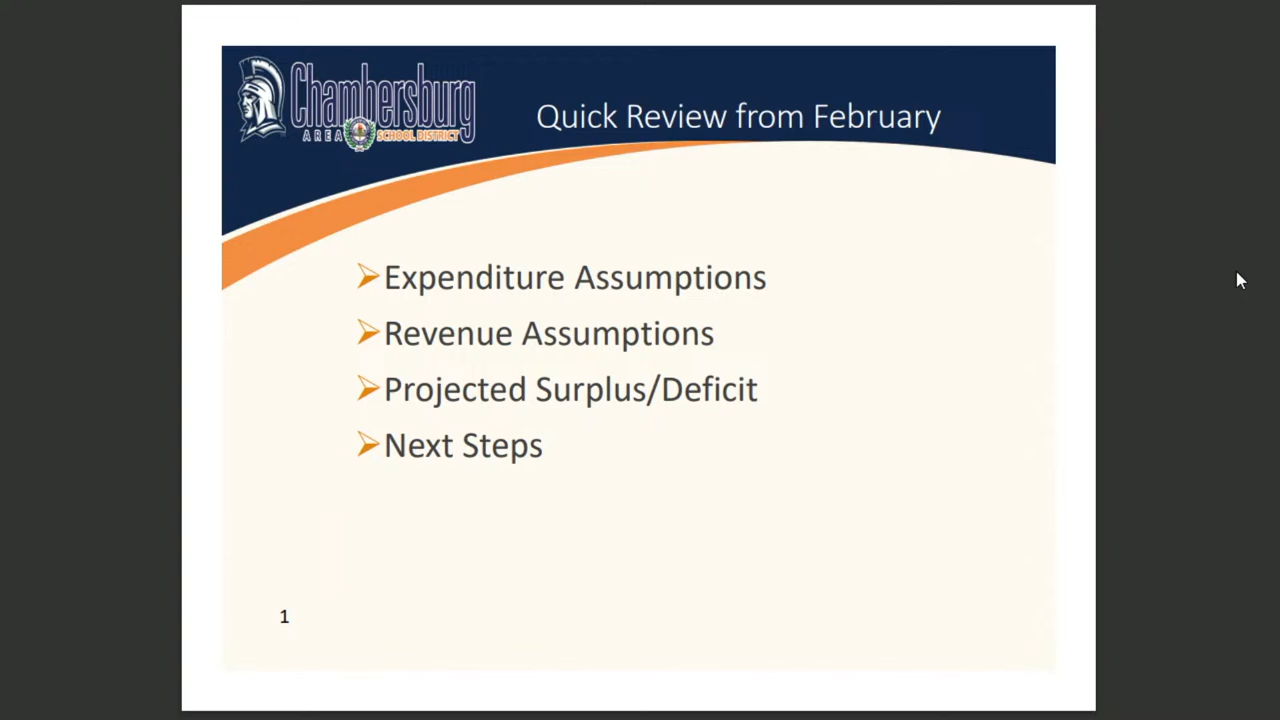 Chambersburg
AREA SCHOOL DISTRICT
Quick Review from February
Expenditure Assumptions
Revenue Assumptions
Projected Surplus/Deficit
Next Steps
1